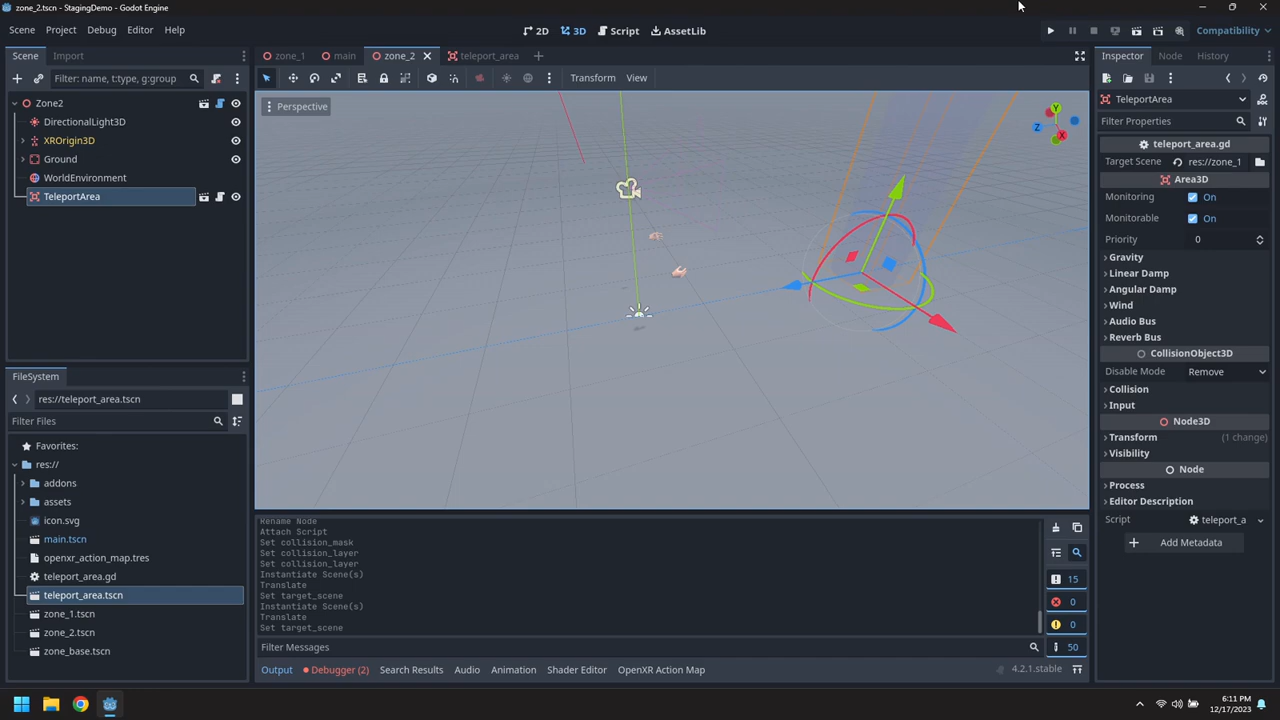 zone_2.tscn - StagingDemo - Godot Engine
Scene Project Debug Editor Help
2D 3D Script AssetLib
Compatibility
Scene Import
zone_1 main zone_2 teleport_area
Inspector Node History
Filter: name, t:type, g:group
Transform View
Zone2
DirectionalLight3D
XROrigin3D
Ground
WorldEnvironment
TeleportArea
Perspective
Y
Z
X
TeleportArea
Filter Properties
teleport_area.gd
Target Scene res://zone_1
Area3D
Monitoring On
Monitorable On
Priority 0
Gravity
Linear Damp
Angular Damp
Wind
Audio Bus
Reverb Bus
CollisionObject3D
Disable Mode Remove
Collision
Input
Node3D
Transform (1 change)
Visibility
Node
Process
Editor Description
Script teleport_a
Add Metadata
FileSystem
res://teleport_area.tscn
Filter Files
Favorites:
res://
addons
assets
icon.svg
main.tscn
openxr_action_map.tres
teleport_area.gd
teleport_area.tscn
zone_1.tscn
zone_2.tscn
zone_base.tscn
Rename Node
Attach Script
Set collision_mask
Set collision_layer
Set collision_layer
Instantiate Scene(s)
Translate
Set target_scene
Instantiate Scene(s)
Translate
Set target_scene
15
0
0
50
Filter Messages
Output Debugger (2) Search Results Audio Animation Shader Editor OpenXR Action Map
4.2.1.stable
6:11 PM
12/17/2023